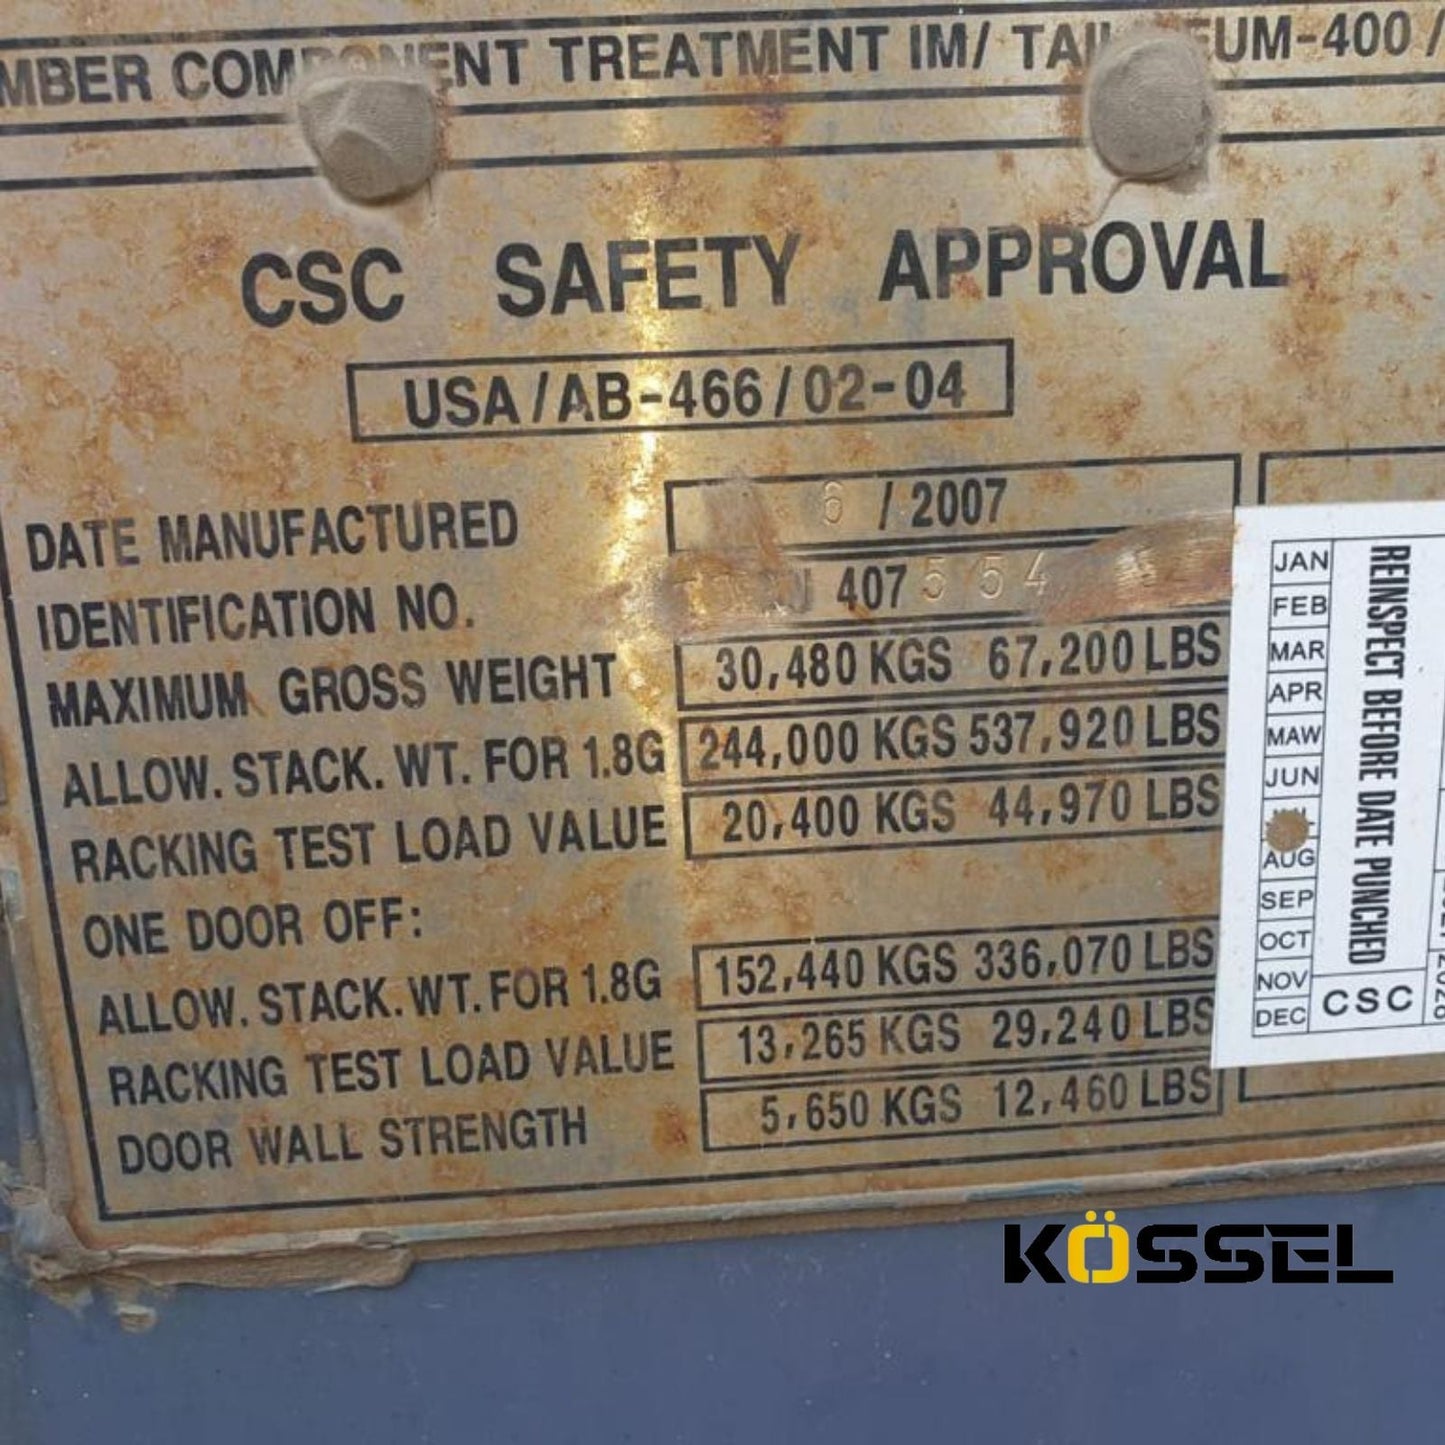 COMPONENT TREATMENT IM/ -400 /
CSC SAFETY APPROVAL
USA/AB-466/02-04
DATE MANUFACTURED 6 / 2007
IDENTIFICATION NO. 407 554
MAXIMUM GROSS WEIGHT 30,480 KGS 67,200 LBS
ALLOW. STACK. WT. FOR 1.8G 244,000 KGS 537,920 LBS
RACKING TEST LOAD VALUE 20,400 KGS 44,970 LBS
ONE DOOR OFF:
ALLOW. STACK. WT. FOR 1.8G 152,440 KGS 336,070 LBS
RACKING TEST LOAD VALUE 13,265 KGS 29,240 LBS
DOOR WALL STRENGTH 5,650 KGS 12,460 LBS
JAN
FEB
MAR
APR
MAW
JUN
AUG
SEP
OCT
NOV
DEC
REINSPECT BEFORE DATE PUNCHED
CSC
KÖSSEL